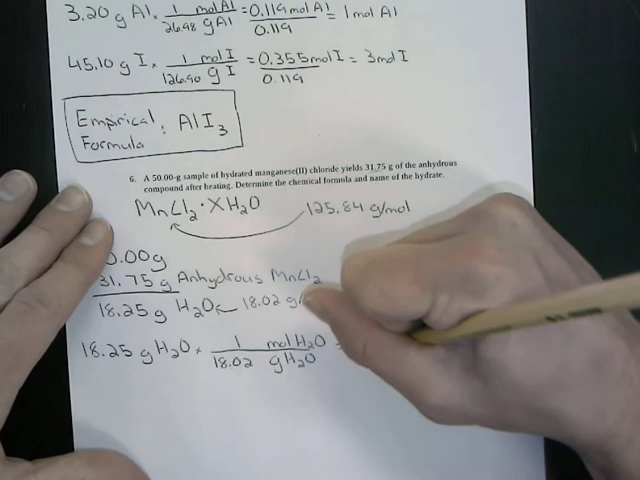 3.20 g Al × 1 mol Al / 26.98 g Al = 0.119 mol Al / 0.119 = 1 mol Al
45.10 g I × 1 mol I / 126.90 g I = 0.355 mol I / 0.119 = 3 mol I
Empirical Formula : AlI₃
6. A 50.00-g sample of hydrated manganese(II) chloride yields 31.75 g of the anhydrous
compound after heating. Determine the chemical formula and name of the hydrate.
MnCl₂ · XH₂O 125.84 g/mol
0.00g
31.75 g Anhydrous MnCl₂
18.25 g H₂O ← 18.02 g/
18.25 g H₂O × 1 mol H₂O / 18.02 g H₂O =